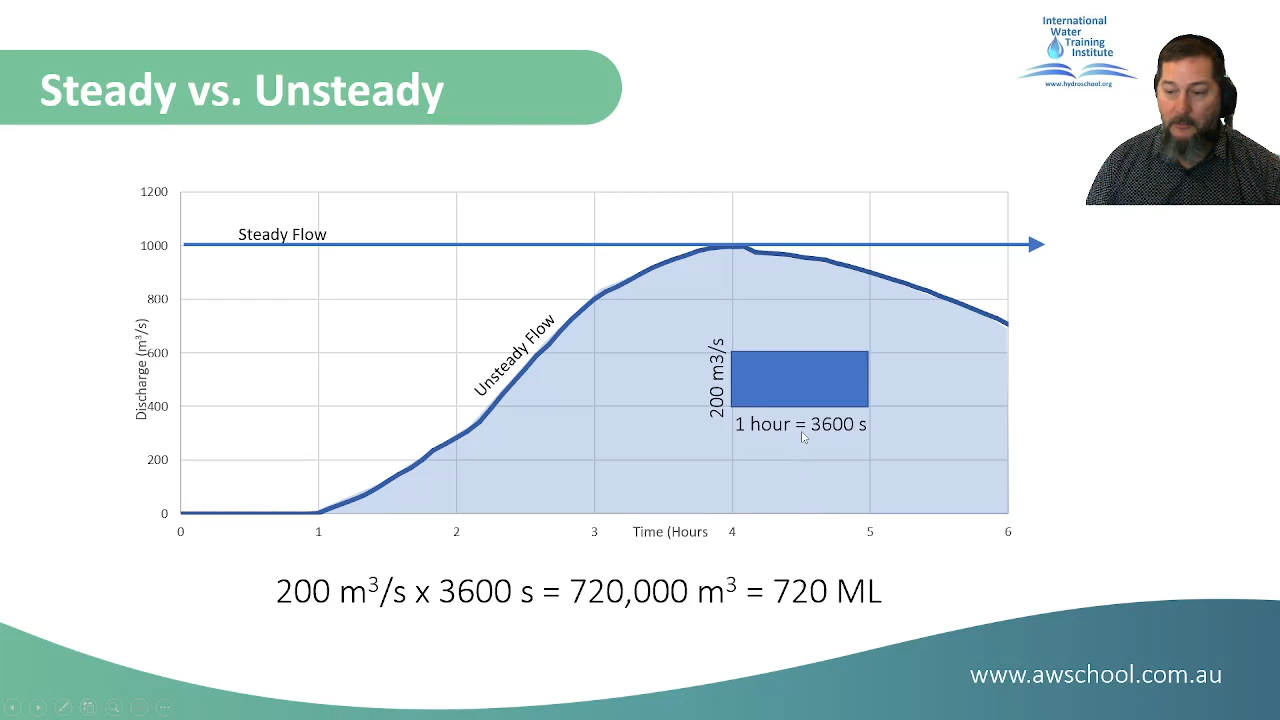 International
Water
Training
Institute
www.hydroschool.org
Steady vs. Unsteady
1200
1000
800
600
400
200
0
Discharge (m³/s)
Steady Flow
Unsteady Flow
200 m3/s
1 hour = 3600 s
0
1
2
3
Time (Hours
4
5
6
200 m³/s x 3600 s = 720,000 m³ = 720 ML
www.awschool.com.au